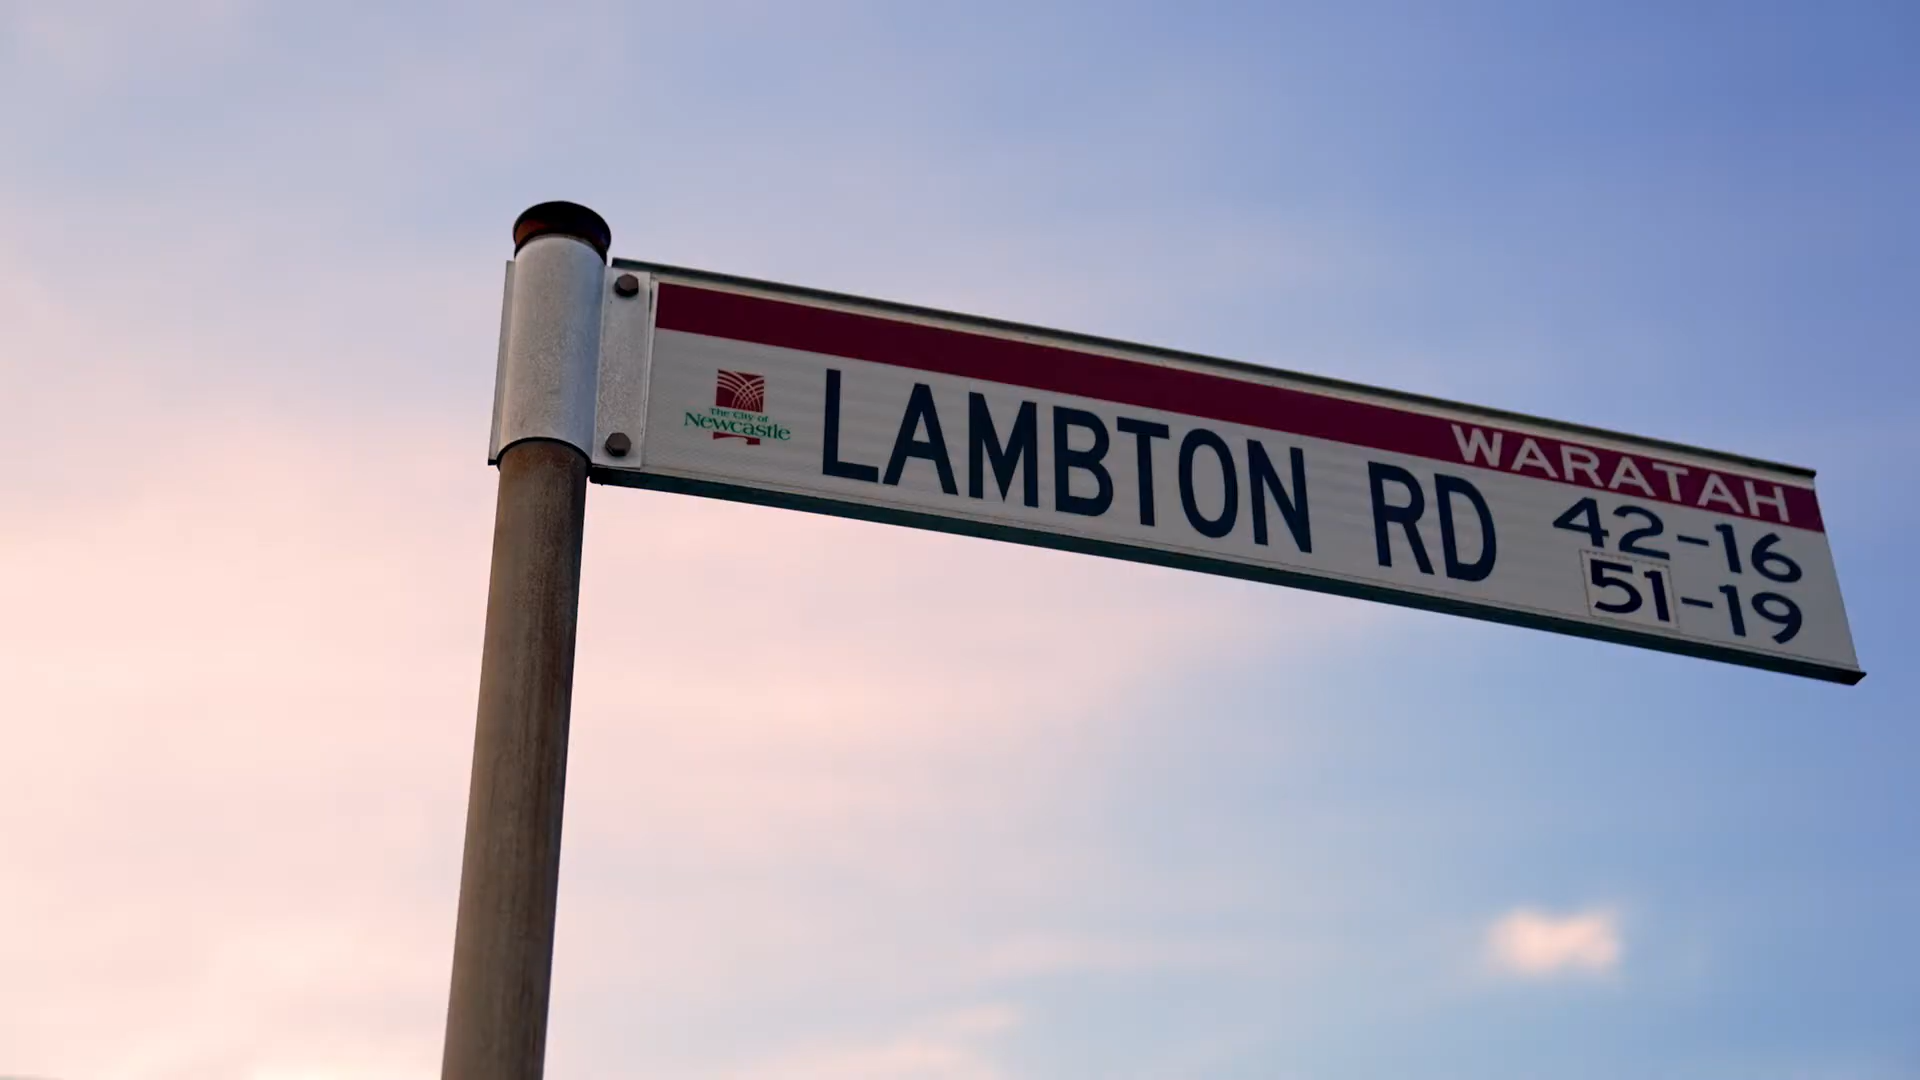 The City of
Newcastle
LAMBTON RD
WARATAH
42-16
51-19